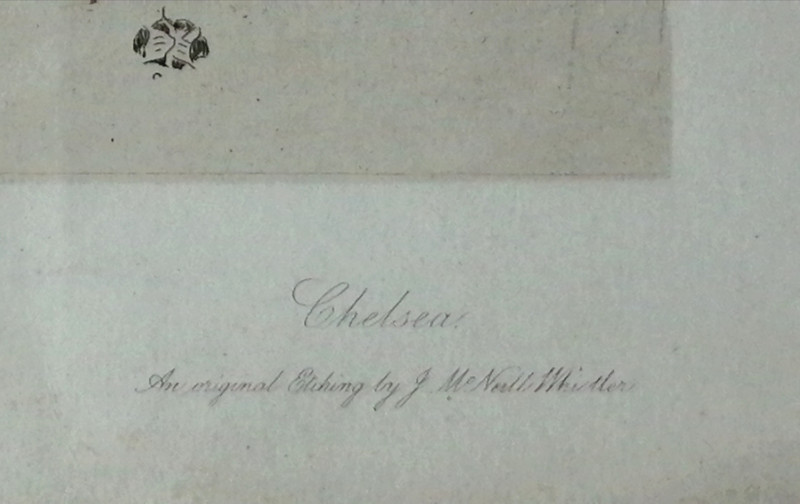 Chelsea.
An original Etching by J. McNeill Whistler